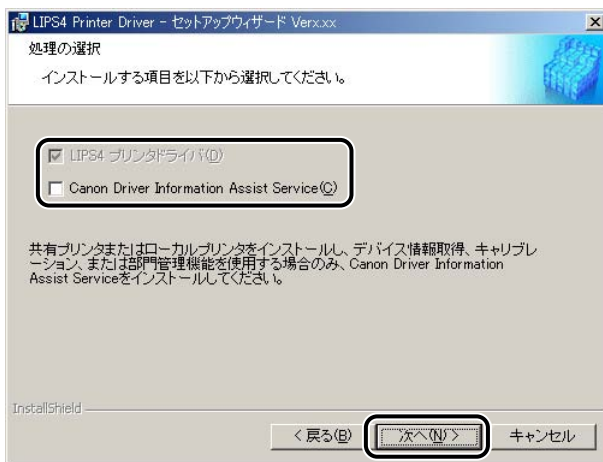 LIPS4 Printer Driver - セットアップウィザード Verx.xx
処理の選択
インストールする項目を以下から選択してください。
LIPS4 プリンタドライバ(D)
Canon Driver Information Assist Service(C)
共有プリンタまたはローカルプリンタをインストールし、デバイス情報取得、キャリブレ
ーション、または部門管理機能を使用する場合のみ、Canon Driver Information
Assist Serviceをインストールしてください。
InstallShield
< 戻る(B) 次へ(N) > キャンセル